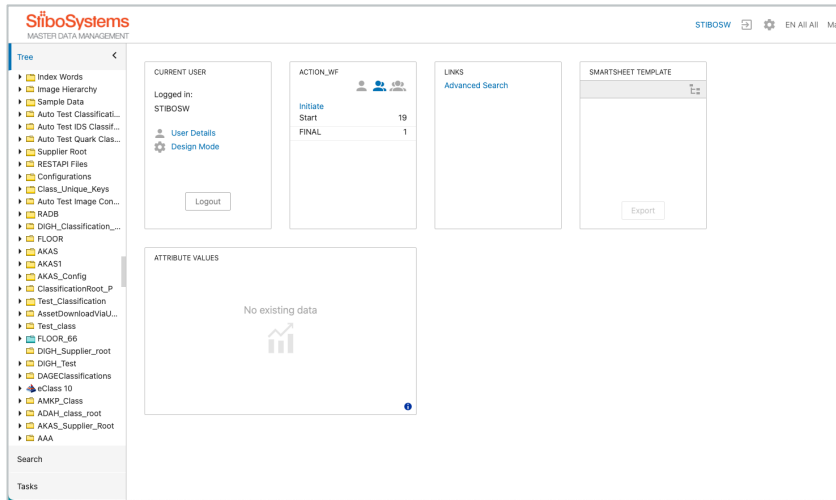 StiboSystems
MASTER DATA MANAGEMENT
STIBOSW
EN All All
Ma
Tree
Index Words
Image Hierarchy
Sample Data
Auto Test Classificati...
Auto Test IDS Classif...
Auto Test Quark Clas...
Supplier Root
RESTAPI Files
Configurations
Class_Unique_Keys
Auto Test Image Con...
RADB
DIGH_Classification_...
FLOOR
AKAS
AKAS1
AKAS_Config
ClassificationRoot_P
Test_Classification
AssetDownloadViaU...
Test_class
FLOOR_66
DIGH_Supplier_root
DIGH_Test
DAGEClassifications
eClass 10
AMKP_Class
ADAH_class_root
AKAS_Supplier_Root
AAA
Search
Tasks
CURRENT USER
Logged in:
STIBOSW
User Details
Design Mode
Logout
ACTION_WF
Initiate
Start 19
FINAL 1
LINKS
Advanced Search
SMARTSHEET TEMPLATE
Export
ATTRIBUTE VALUES
No existing data